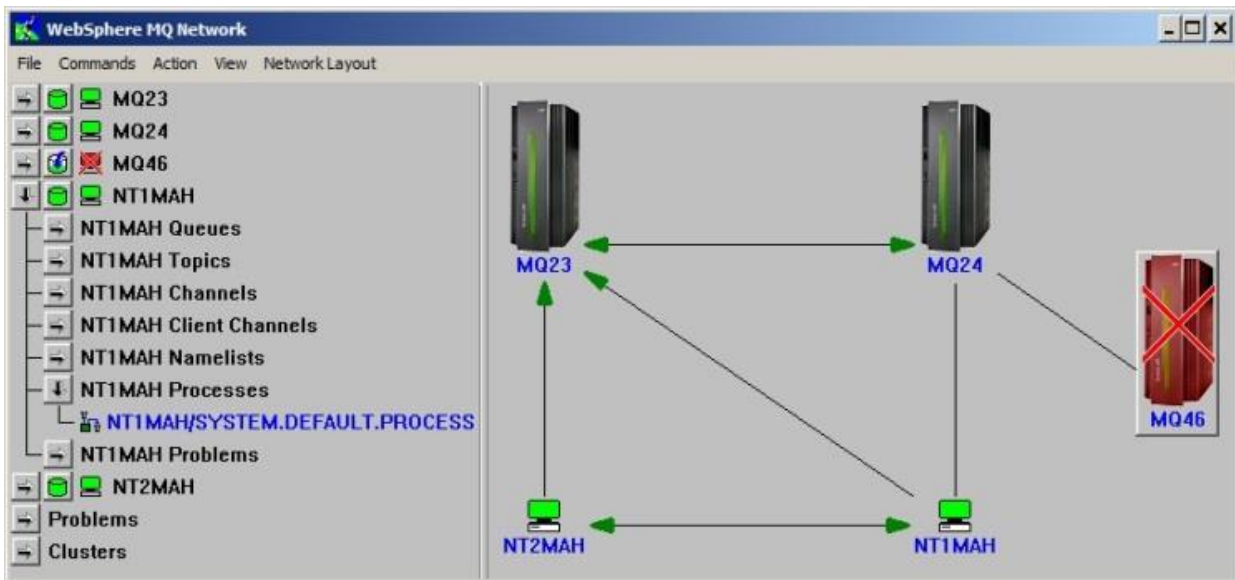 WebSphere MQ Network
File Commands Action View Network Layout
MQ23
MQ24
MQ46
NT1MAH
NT1MAH Queues
NT1MAH Topics
NT1MAH Channels
NT1MAH Client Channels
NT1MAH Namelists
NT1MAH Processes
NT1MAH/SYSTEM.DEFAULT.PROCESS
NT1MAH Problems
NT2MAH
Problems
Clusters
MQ23
MQ24
MQ46
NT2MAH
NT1MAH